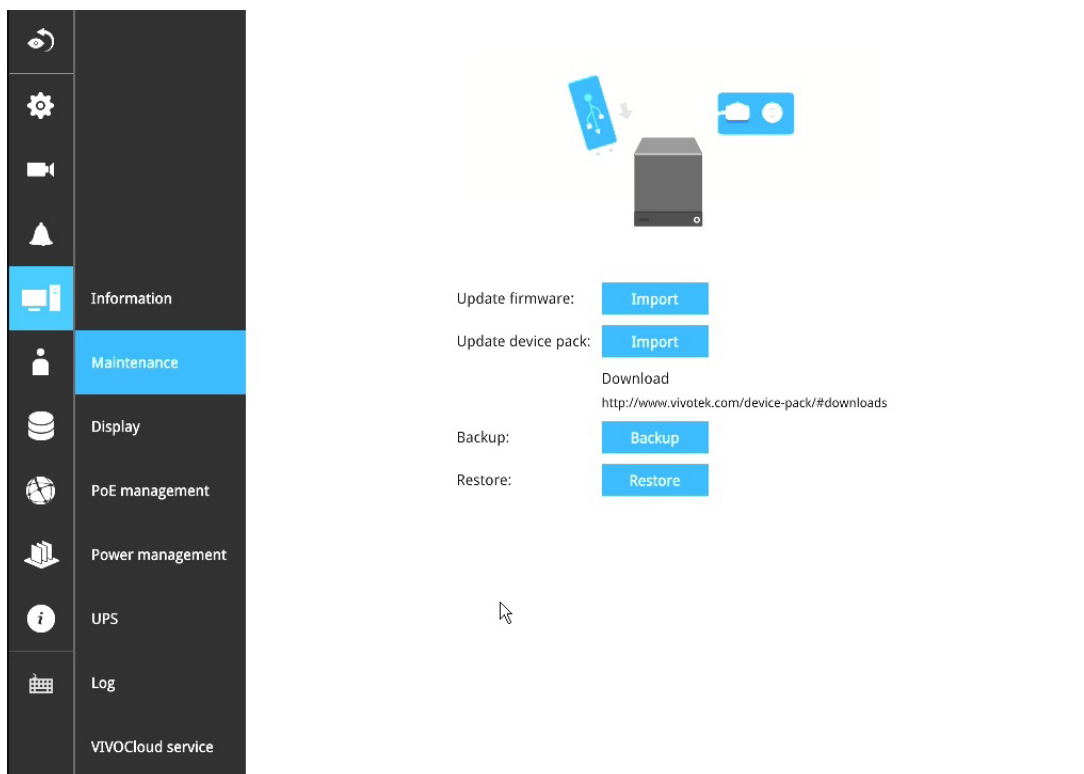 Information
Maintenance
Display
PoE management
Power management
UPS
Log
VIVOCloud service
Update firmware: Import
Update device pack: Import
Download
http://www.vivotek.com/device-pack/#downloads
Backup: Backup
Restore: Restore